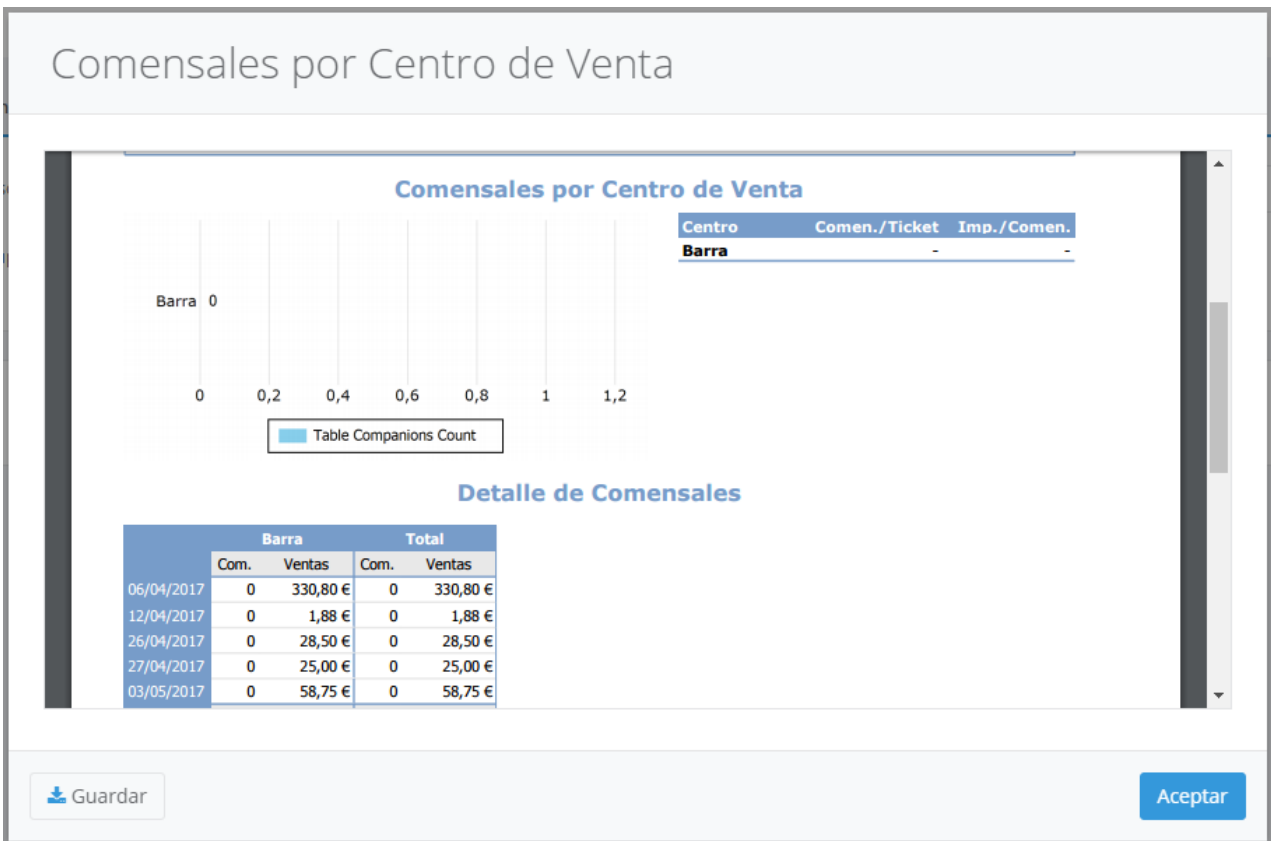 Comensales por Centro de Venta
Comensales por Centro de Venta
Centro Comen./Ticket Imp./Comen.
Barra - -
Barra 0
0 0,2 0,4 0,6 0,8 1 1,2
Table Companions Count
Detalle de Comensales
Barra Total
Com. Ventas Com. Ventas
06/04/2017 0 330,80 € 0 330,80 €
12/04/2017 0 1,88 € 0 1,88 €
26/04/2017 0 28,50 € 0 28,50 €
27/04/2017 0 25,00 € 0 25,00 €
03/05/2017 0 58,75 € 0 58,75 €
Guardar Aceptar